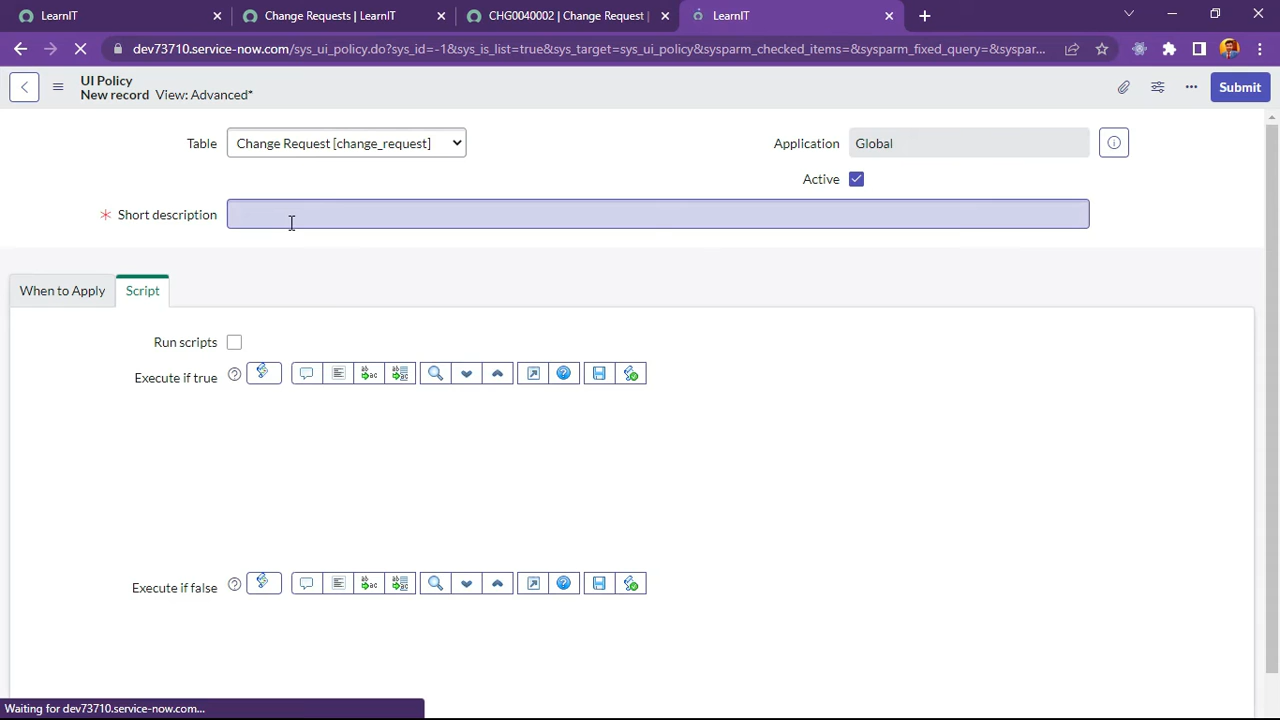 LearnIT
Change Requests | LearnIT
CHG0040002 | Change Request |
LearnIT
dev73710.service-now.com/sys_ui_policy.do?sys_id=-1&sys_is_list=true&sys_target=sys_ui_policy&sysparm_checked_items=&sysparm_fixed_query=&syspar...
UI Policy
New record View: Advanced*
Submit
Table
Change Request [change_request]
Application
Global
Active
* Short description
When to Apply
Script
Run scripts
Execute if true
Execute if false
Waiting for dev73710.service-now.com...